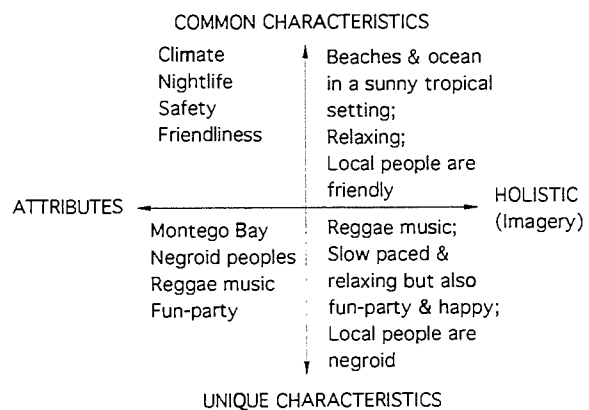 COMMON CHARACTERISTICS
Climate
Nightlife
Safety
Friendliness
Beaches & ocean
in a sunny tropical
setting;
Relaxing;
Local people are
friendly
ATTRIBUTES
HOLISTIC
(Imagery)
Montego Bay
Negroid peoples
Reggae music
Fun-party
Reggae music;
Slow paced &
relaxing but also
fun-party & happy;
Local people are
negroid
UNIQUE CHARACTERISTICS